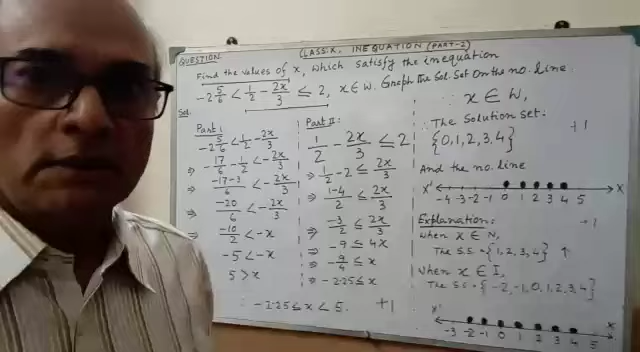 QUESTION
CLASS IX, INEQUATION (PART-2)
Find the values of x, which satisfy the inequation
-2 5/6 < 1/2 - 2x/3 ≤ 2, x ∈ W. Graph the Sol. Set On the no. line.
Sol.
Part I
-2 5/6 < 1/2 - 2x/3
⇒ -17/6 - 1/2 < -2x/3
⇒ -17-3/6 < -2x/3
⇒ -20/6 < -2x/3
⇒ -10/2 < -x
-5 < -x
5 > x
Part II:
1/2 - 2x/3 ≤ 2
⇒ 1/2 - 2 ≤ 2x/3
⇒ 1-4/2 ≤ 2x/3
⇒ -3/2 ≤ 2x/3
⇒ -9 ≤ 4x
⇒ -9/4 ≤ x
⇒ -2.25 ≤ x
∴ -2.25 ≤ x < 5. +1
∵ x ∈ W,
∴ The Solution Set:
{0, 1, 2, 3, 4} +1
And the no. line
X' -4 -3 -2 -1 0 1 2 3 4 5 X
Explanation: -1
When x ∈ N,
The S.S = {1, 2, 3, 4}
When x ∈ I,
The S.S = {-2, -1, 0, 1, 2, 3, 4}
X' -3 -2 -1 0 1 2 3 4 5 X